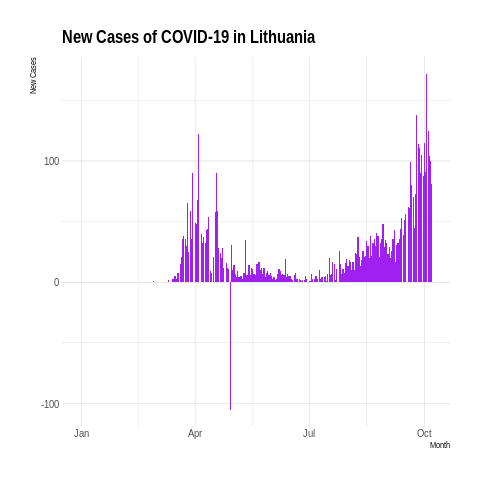 New Cases of COVID-19 in Lithuania
New Cases
100
0
-100
Jan
Apr
Jul
Oct
Month